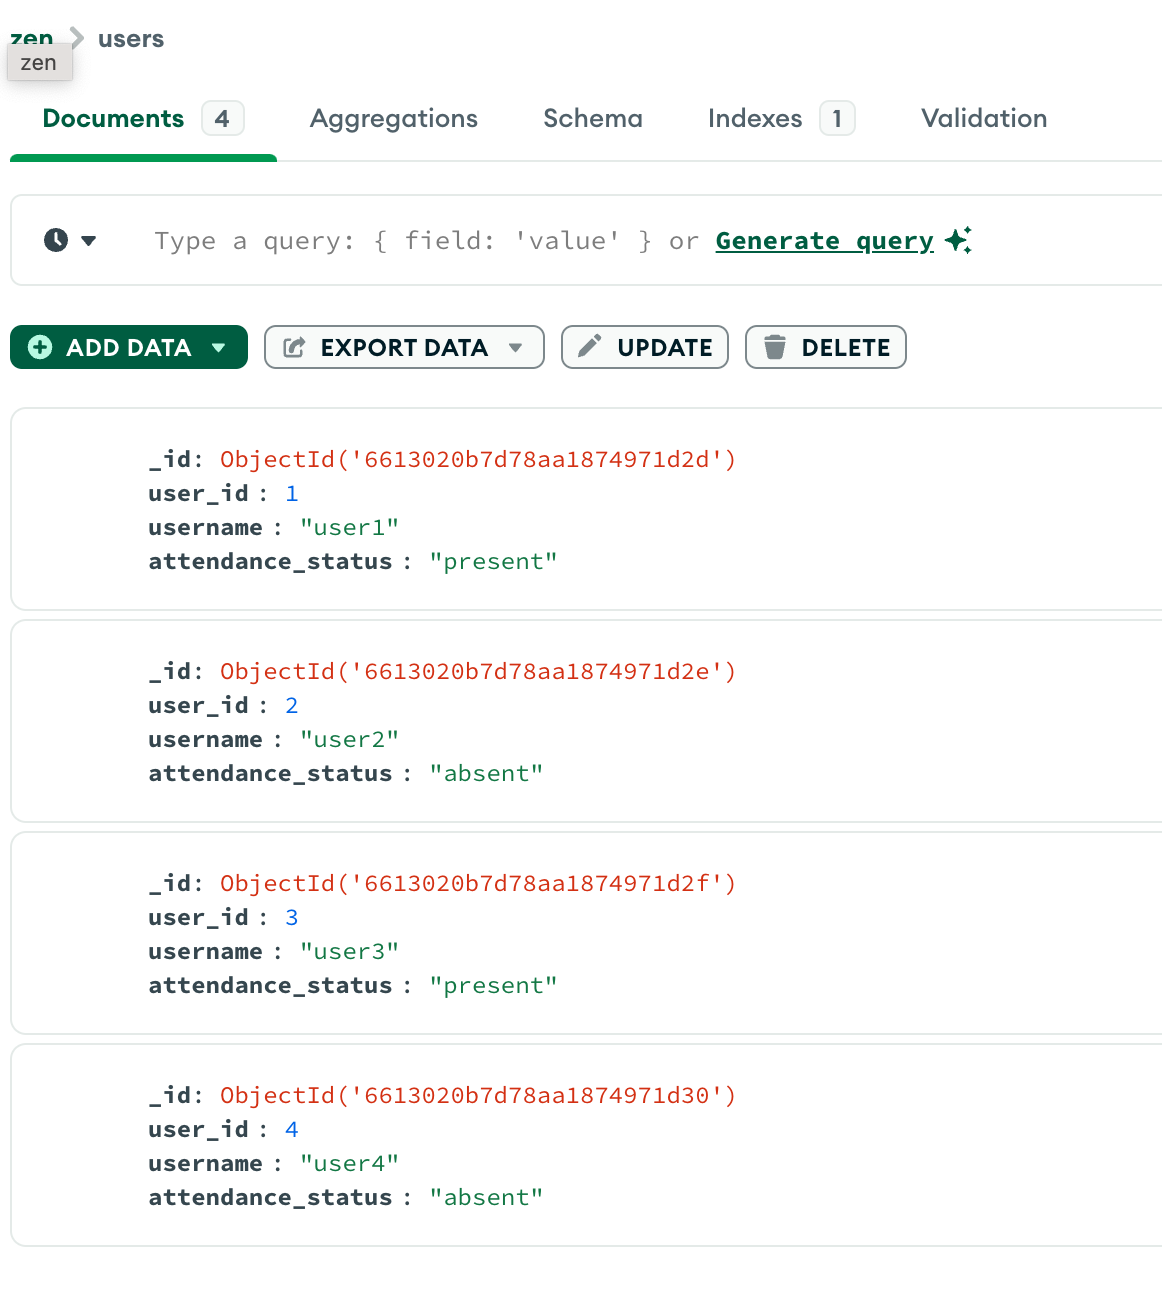 zen users
zen
Documents 4 Aggregations Schema Indexes 1 Validation
Type a query: { field: 'value' } or Generate query
ADD DATA EXPORT DATA UPDATE DELETE
_id: ObjectId('6613020b7d78aa1874971d2d')
user_id : 1
username : "user1"
attendance_status : "present"
_id: ObjectId('6613020b7d78aa1874971d2e')
user_id : 2
username : "user2"
attendance_status : "absent"
_id: ObjectId('6613020b7d78aa1874971d2f')
user_id : 3
username : "user3"
attendance_status : "present"
_id: ObjectId('6613020b7d78aa1874971d30')
user_id : 4
username : "user4"
attendance_status : "absent"